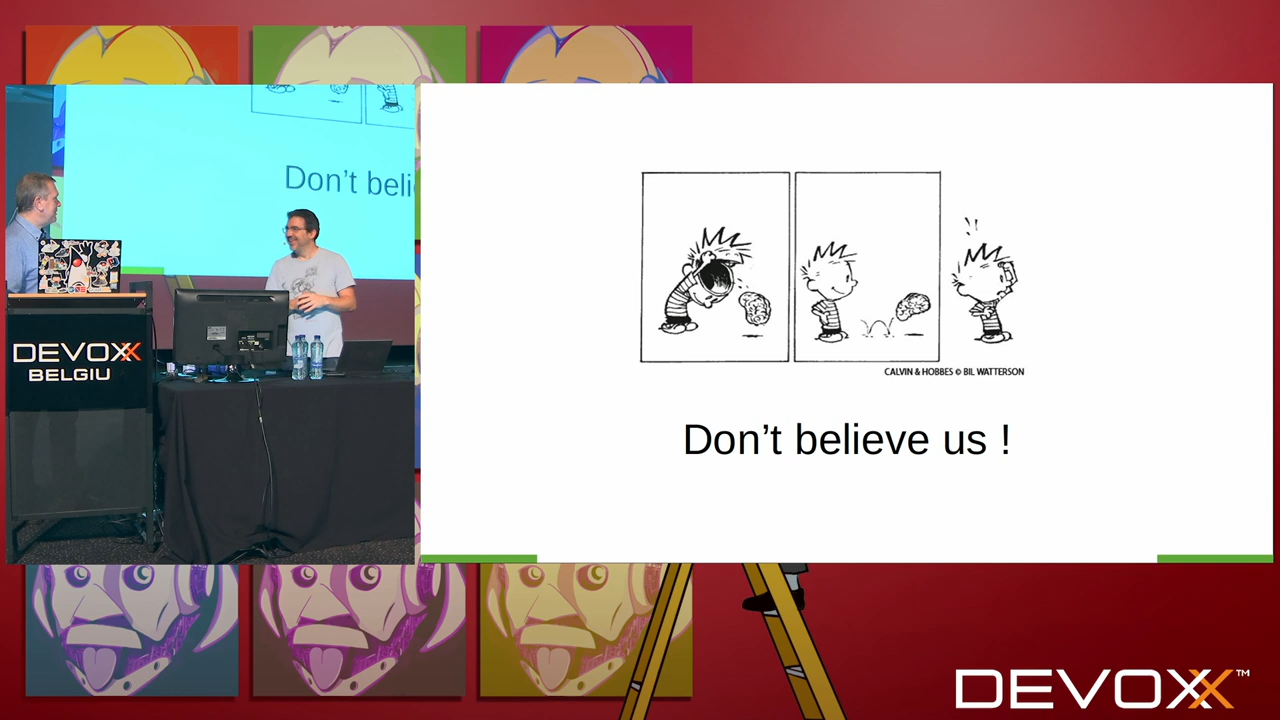 Don't beli
DEVOXX
BELGIU
CALVIN & HOBBES © BIL WATTERSON
Don't believe us !
DEVOXX™